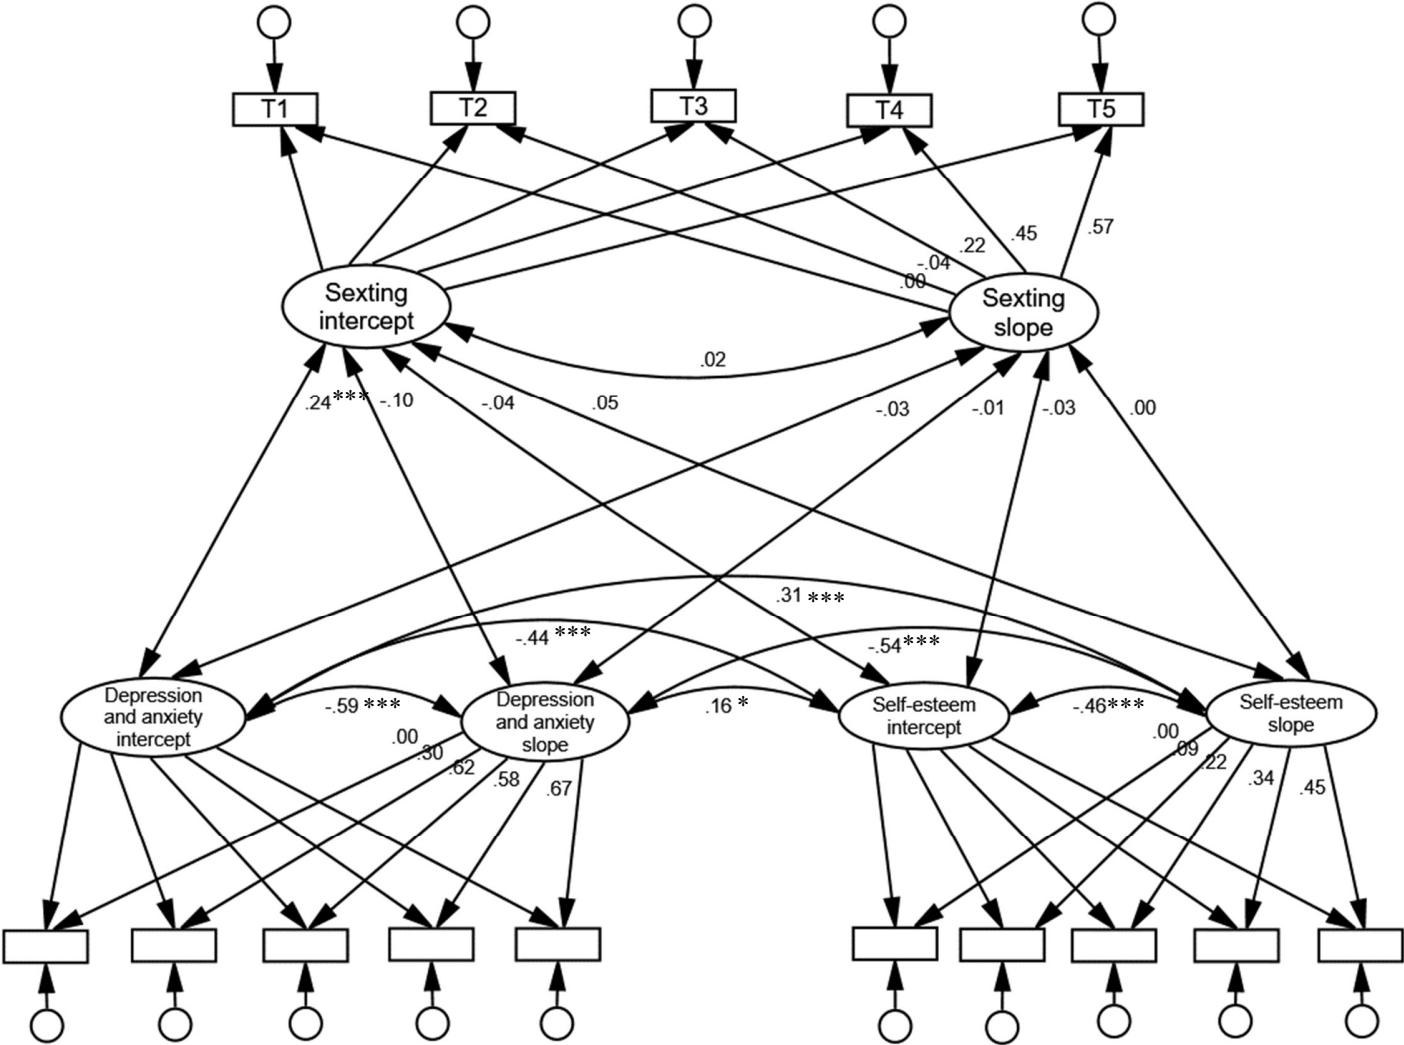 T1
T2
T3
T4
T5
.57
.45
.22
-.04
.00
Sexting
intercept
Sexting
slope
.02
.24***
-.10
-.04
.05
-.03
-.01
-.03
.00
.31 ***
-.44 ***
-.54***
Depression
and anxiety
intercept
-.59 ***
Depression
and anxiety
slope
.16 *
Self-esteem
intercept
-.46***
Self-esteem
slope
.00
.30
.62
.58
.67
.00
.09
.22
.34
.45